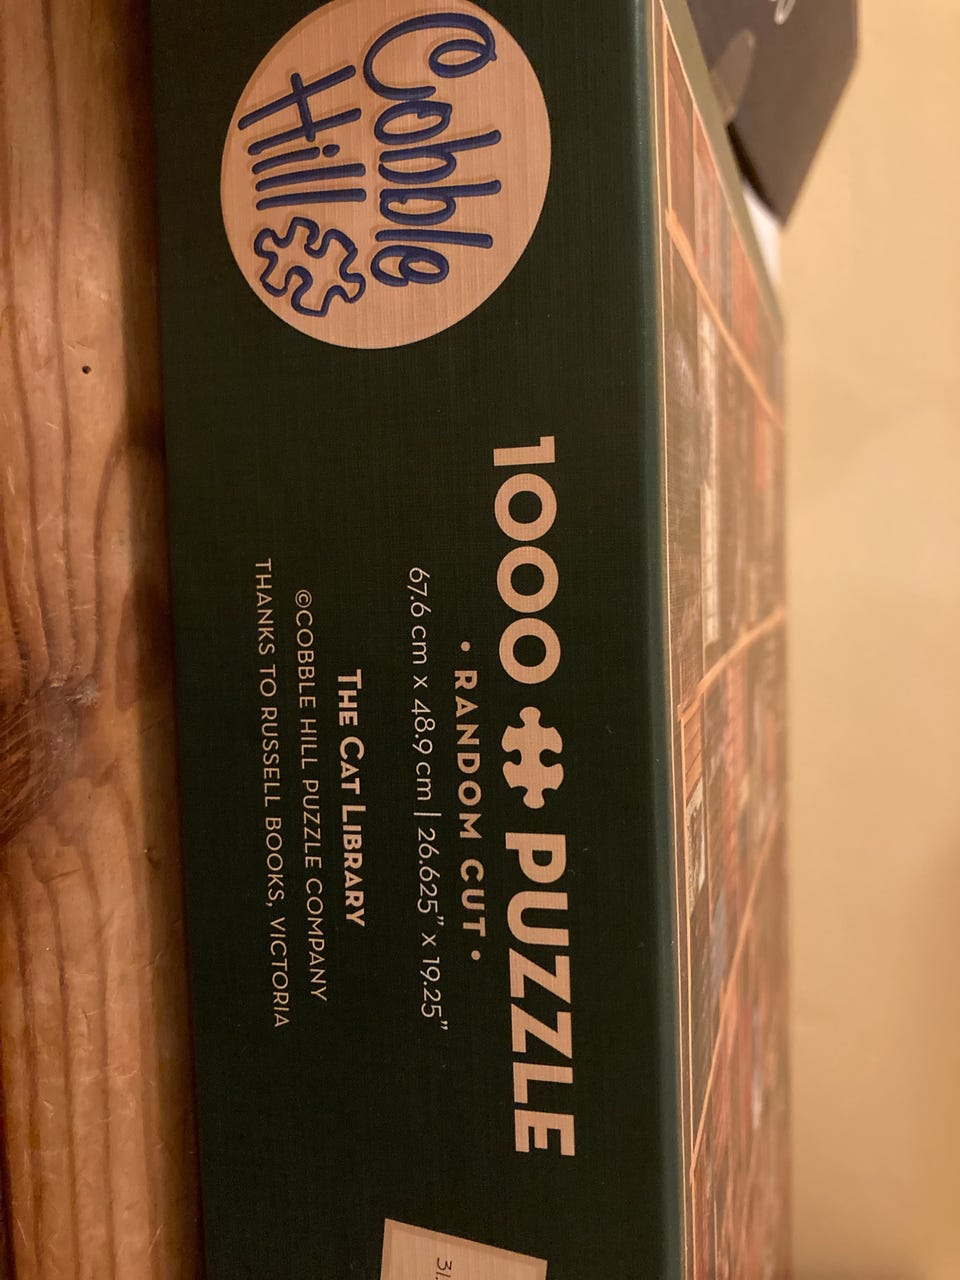 Cobble
Hill
1000 PUZZLE
• RANDOM CUT •
67.6 cm x 48.9 cm | 26.625” x 19.25”
THE CAT LIBRARY
©COBBLE HILL PUZZLE COMPANY
THANKS TO RUSSELL BOOKS, VICTORIA